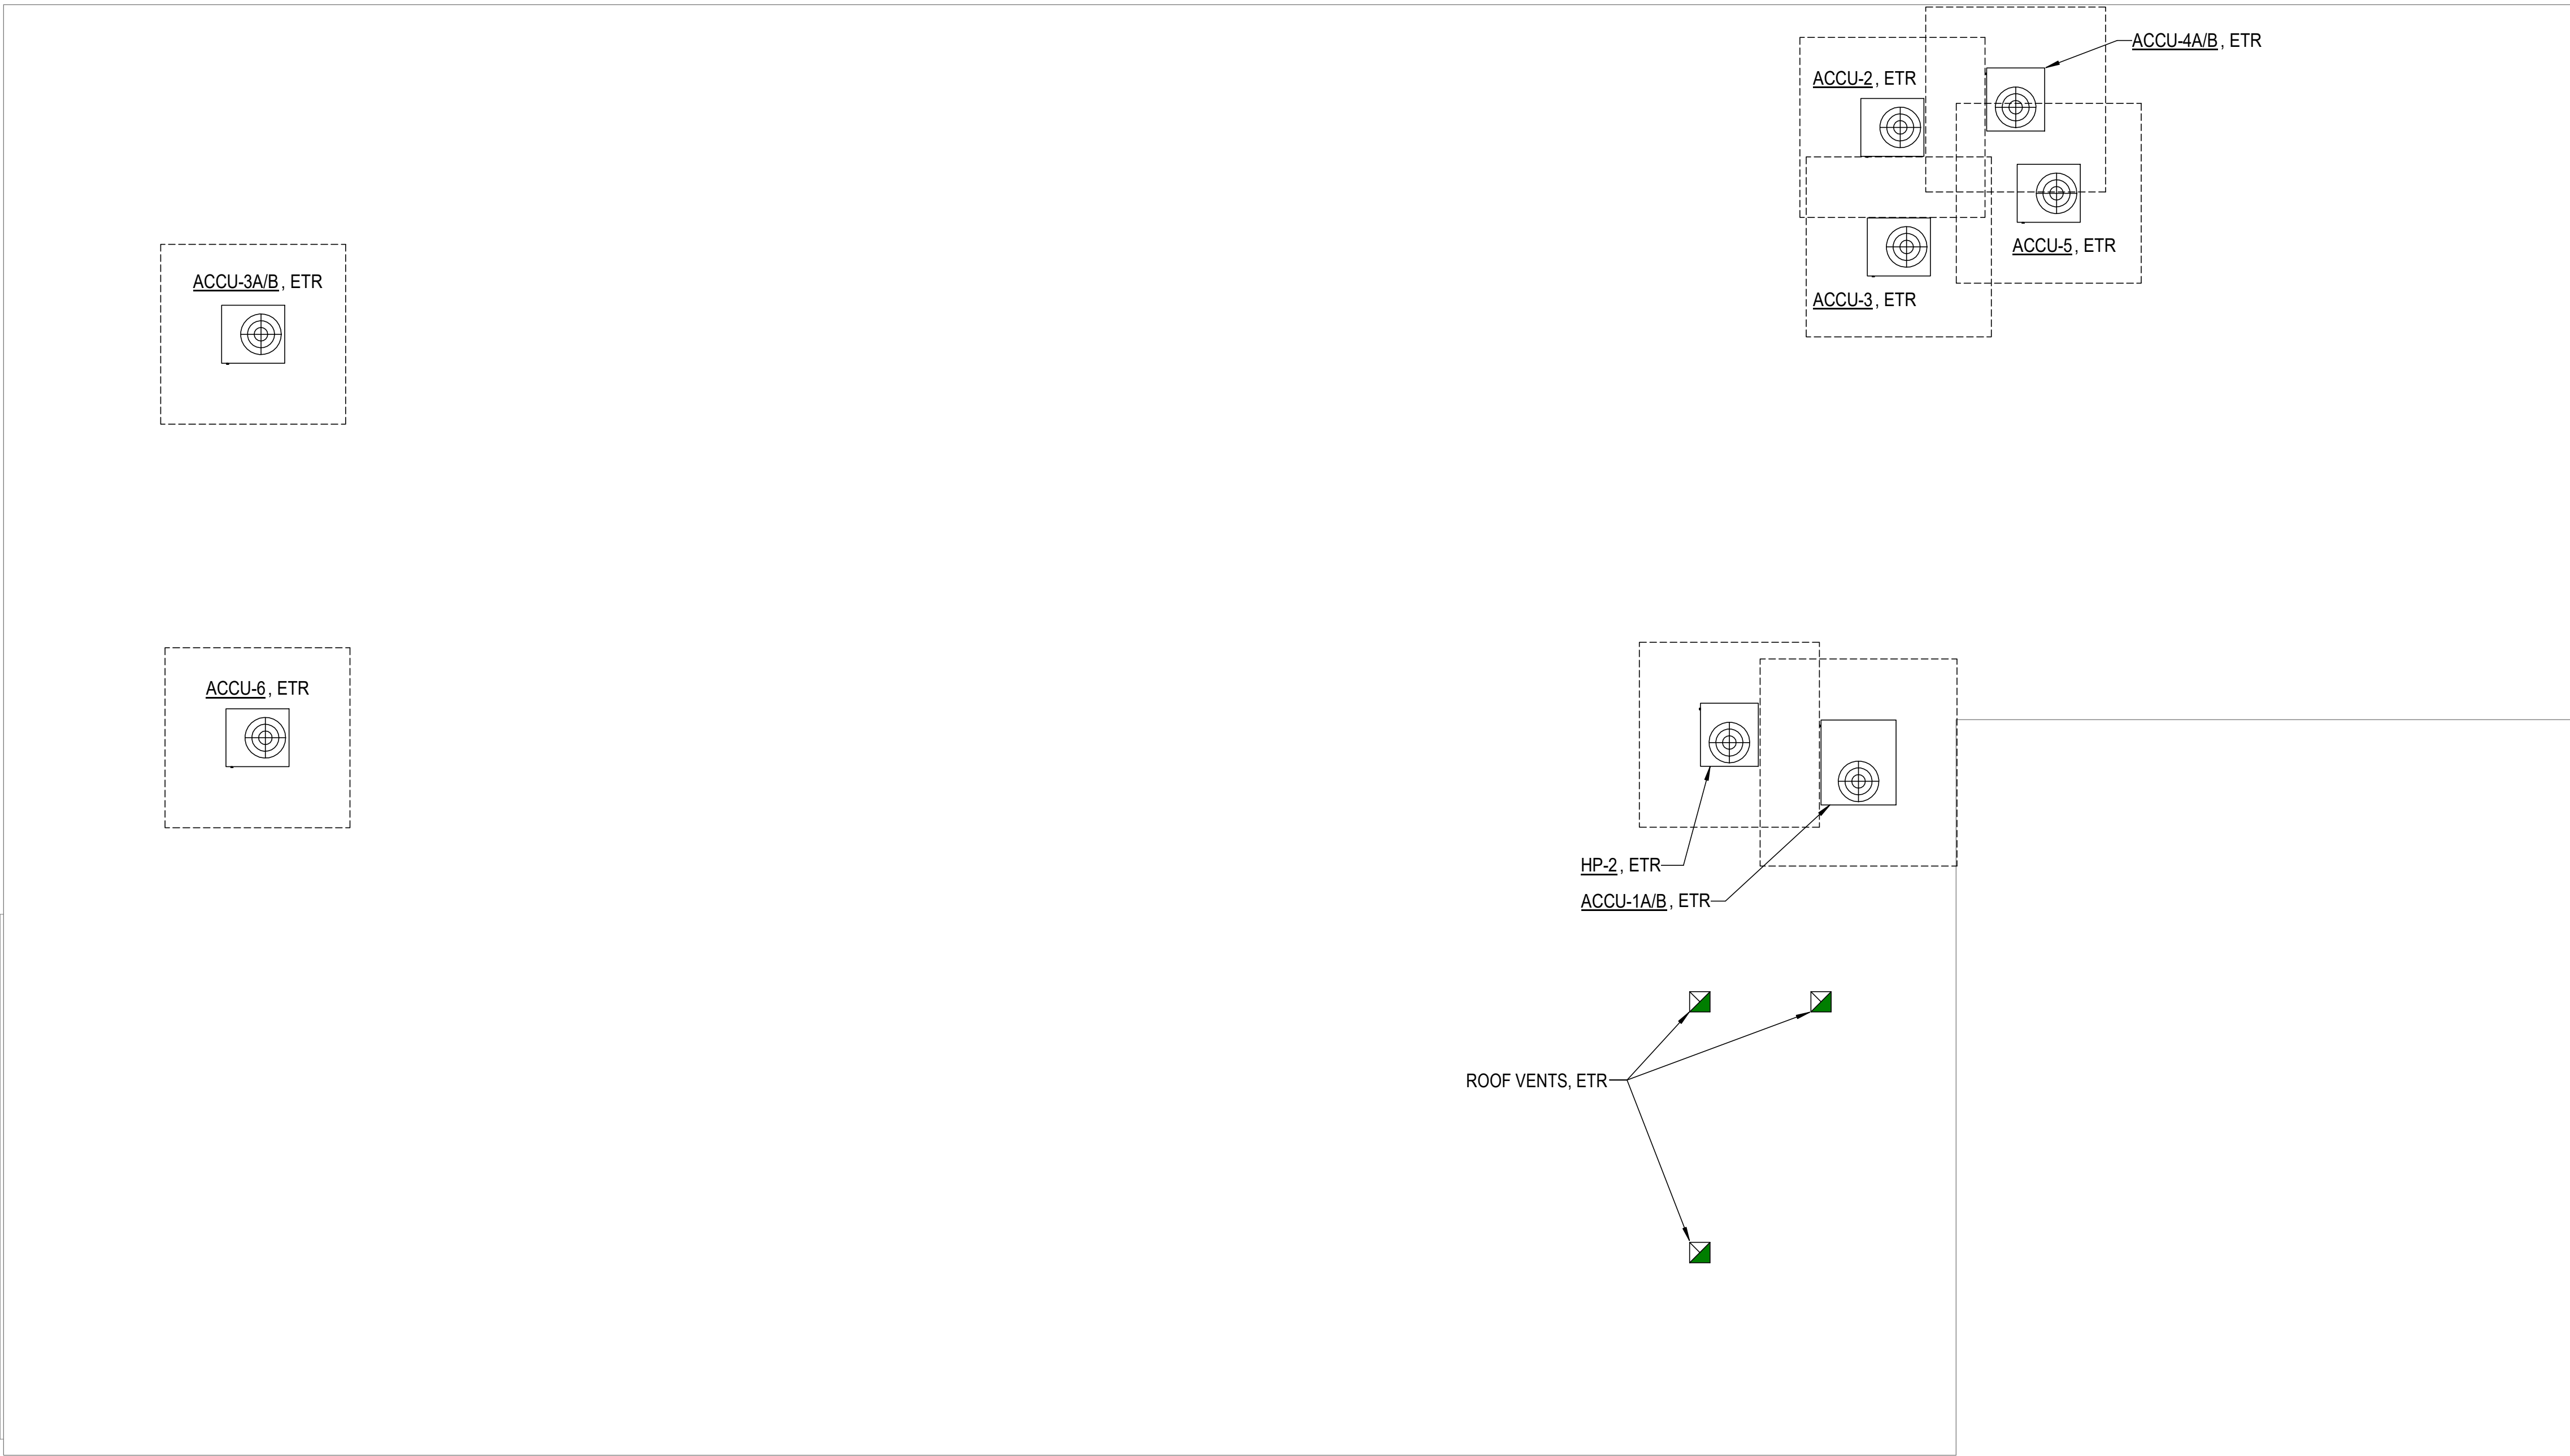 ACCU-4A/B, ETR
ACCU-2, ETR
ACCU-5, ETR
ACCU-3A/B, ETR
ACCU-3, ETR
ACCU-6, ETR
HP-2, ETR
ACCU-1A/B, ETR
ROOF VENTS, ETR